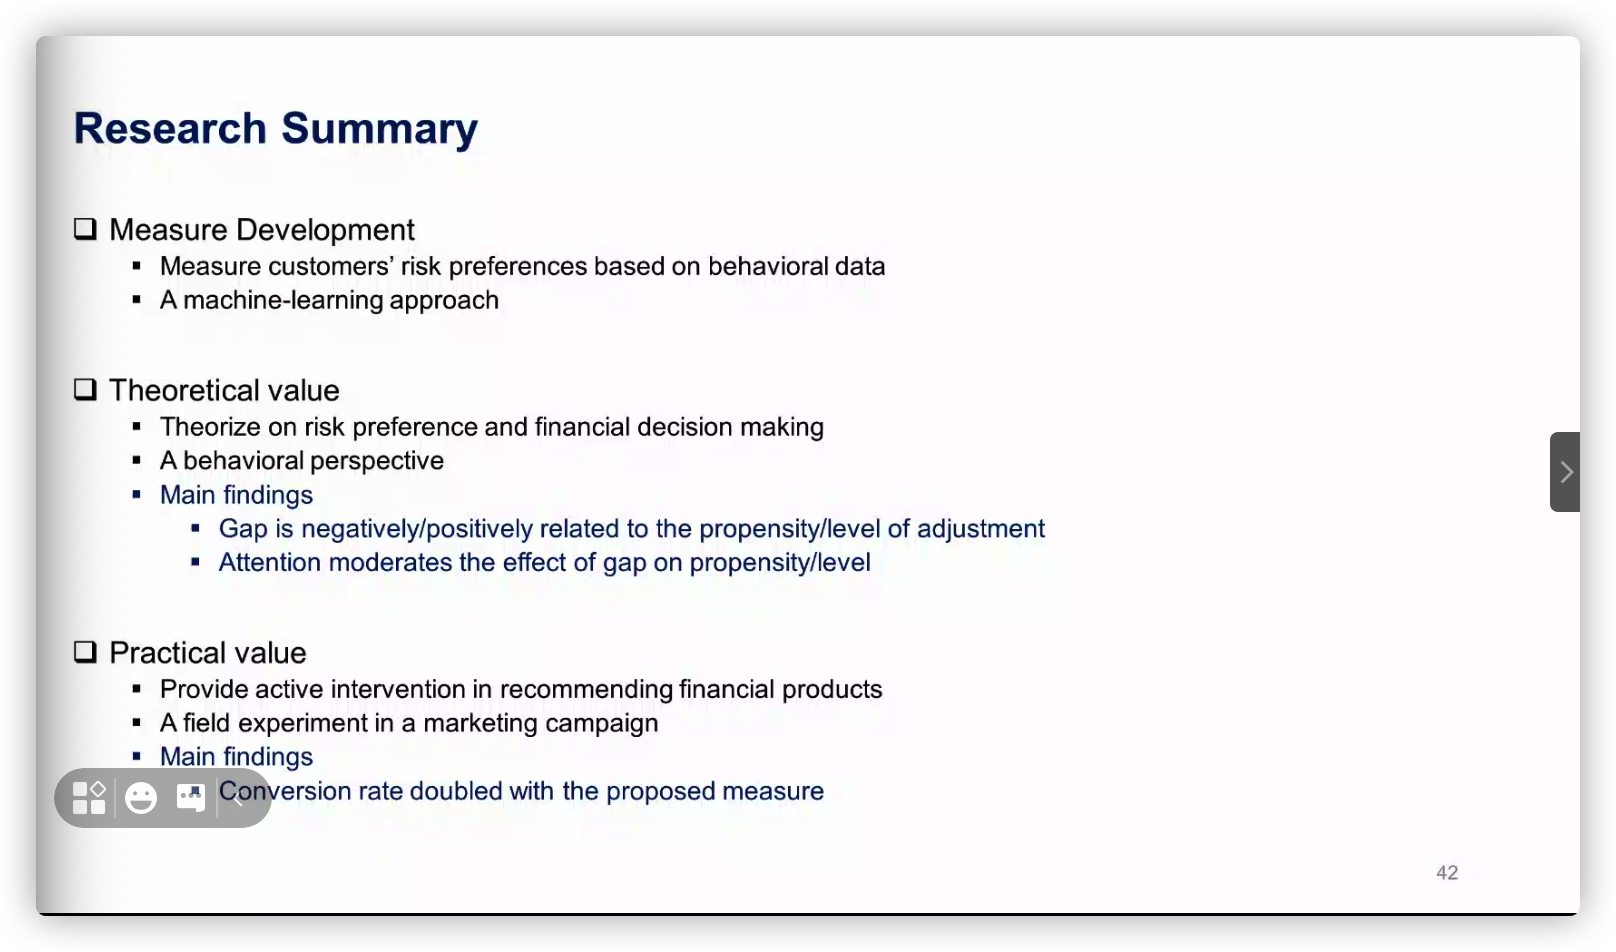 Research Summary
❑ Measure Development
▪ Measure customers’ risk preferences based on behavioral data
▪ A machine-learning approach
❑ Theoretical value
▪ Theorize on risk preference and financial decision making
▪ A behavioral perspective
▪ Main findings
▪ Gap is negatively/positively related to the propensity/level of adjustment
▪ Attention moderates the effect of gap on propensity/level
❑ Practical value
▪ Provide active intervention in recommending financial products
▪ A field experiment in a marketing campaign
▪ Main findings
Conversion rate doubled with the proposed measure
42